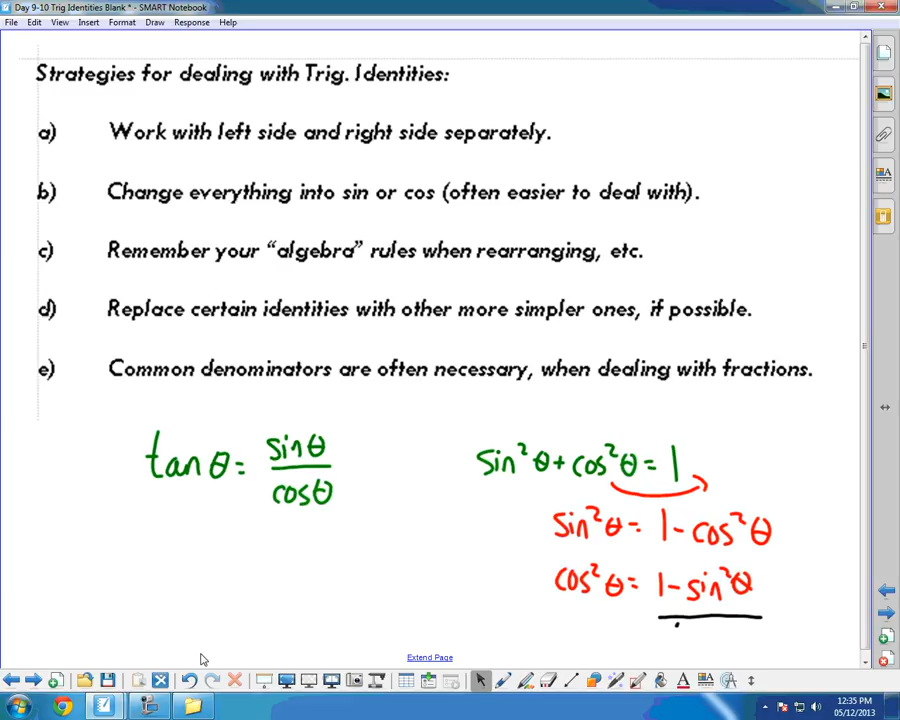 Day 9-10 Trig Identities Blank * - SMART Notebook
File Edit View Insert Format Draw Response Help
Strategies for dealing with Trig. Identities:
a) Work with left side and right side separately.
b) Change everything into sin or cos (often easier to deal with).
c) Remember your “algebra” rules when rearranging, etc.
d) Replace certain identities with other more simpler ones, if possible.
e) Common denominators are often necessary, when dealing with fractions.
tanθ = sinθ/cosθ
sin²θ + cos²θ = 1
sin²θ = 1 - cos²θ
cos²θ = 1 - sin²θ
Extend Page
12:35 PM
05/12/2013